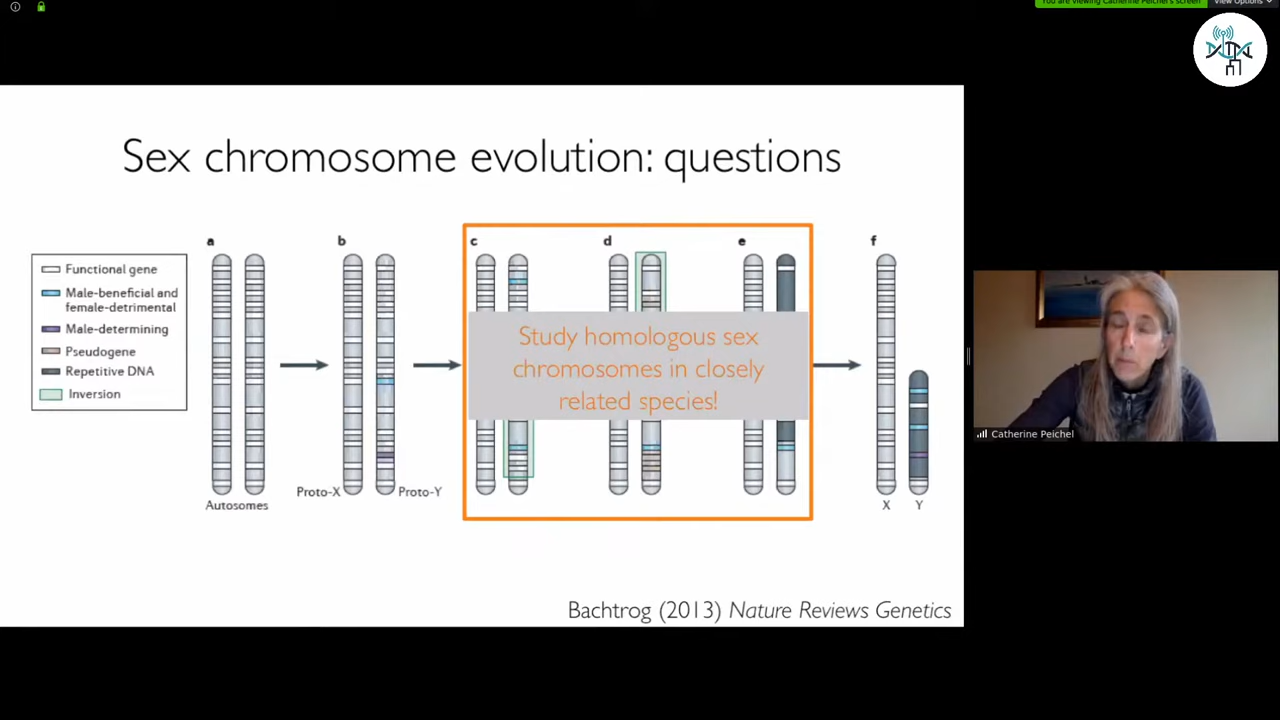 You are viewing Catherine Peichel's screen
View Options
Sex chromosome evolution: questions
a
b
c
d
e
f
Functional gene
Male-beneficial and
female-detrimental
Male-determining
Pseudogene
Repetitive DNA
Inversion
Study homologous sex
chromosomes in closely
related species!
Autosomes
Proto-X
Proto-Y
X
Y
Catherine Peichel
Bachtrog (2013) Nature Reviews Genetics